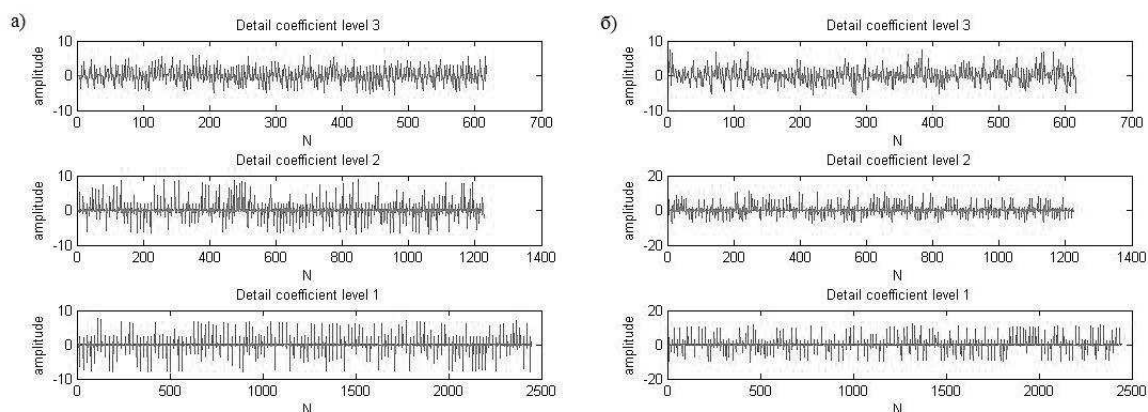 а)
Detail coefficient level 3
amplitude
10
0
-10
0 100 200 300 400 500 600 700
N
Detail coefficient level 2
amplitude
10
0
-10
0 200 400 600 800 1000 1200 1400
N
Detail coefficient level 1
amplitude
10
0
-10
0 500 1000 1500 2000 2500
N
б)
Detail coefficient level 3
amplitude
10
0
-10
0 100 200 300 400 500 600 700
N
Detail coefficient level 2
amplitude
20
0
-20
0 200 400 600 800 1000 1200 1400
N
Detail coefficient level 1
amplitude
20
0
-20
0 500 1000 1500 2000 2500
N